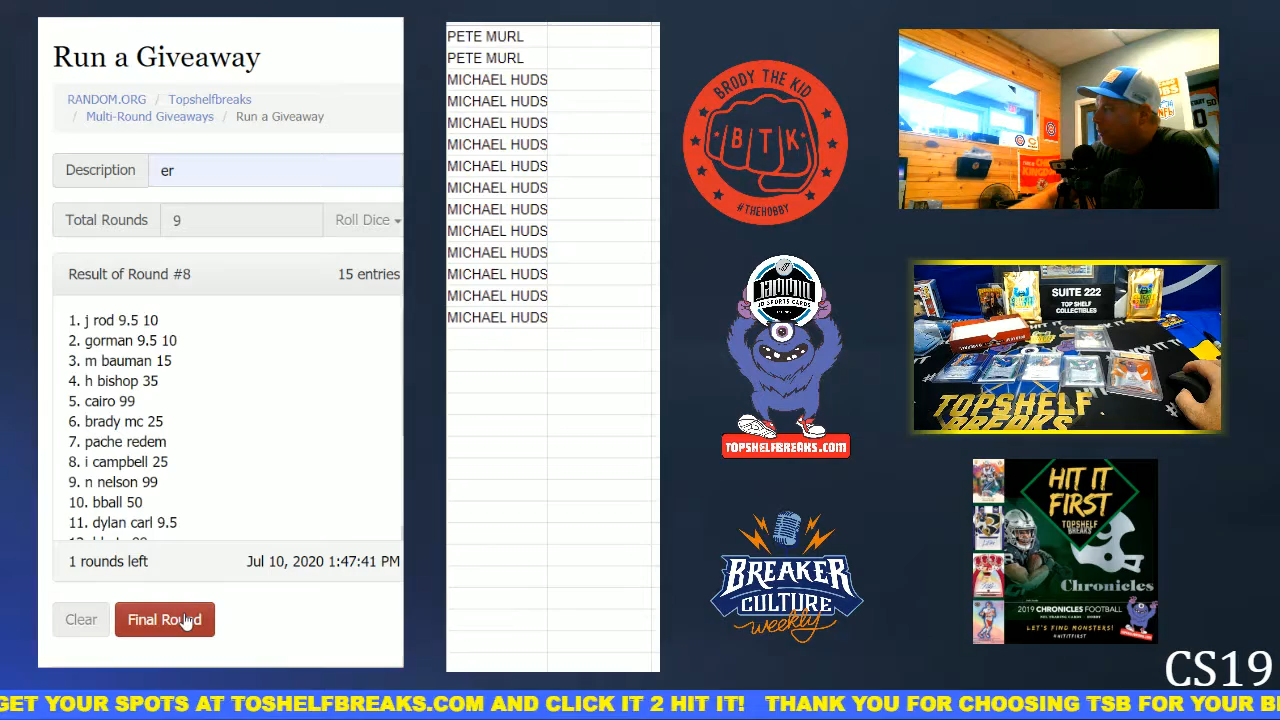 Run a Giveaway
RANDOM.ORG / Topshelfbreaks
/ Multi-Round Giveaways / Run a Giveaway
Description er
Total Rounds 9 Roll Dice
Result of Round #8 15 entries
1. j rod 9.5 10
2. gorman 9.5 10
3. m bauman 15
4. h bishop 35
5. cairo 99
6. brady mc 25
7. pache redem
8. i campbell 25
9. n nelson 99
10. bball 50
11. dylan carl 9.5
1 rounds left Jul 10, 2020 1:47:41 PM
Clear Final Round
PETE MURL
PETE MURL
MICHAEL HUDS
MICHAEL HUDS
MICHAEL HUDS
MICHAEL HUDS
MICHAEL HUDS
MICHAEL HUDS
MICHAEL HUDS
MICHAEL HUDS
MICHAEL HUDS
MICHAEL HUDS
MICHAEL HUDS
MICHAEL HUDS
BRODY THE KID
BTK
#THEHOBBY
JD SPORTS CARDS
TOPSHELFBREAKS.COM
BREAKER
CULTURE
weekly
SUITE 222
TOP SHELF
COLLECTIBLES
HIT IT
TOPSHELF
BREAKS
HIT IT
FIRST
TOPSHELF
BREAKS
Chronicles
2019 CHRONICLES FOOTBALL
LET'S FIND MONSTERS!
#HITITFIRST
CS19
GET YOUR SPOTS AT TOSHELFBREAKS.COM AND CLICK IT 2 HIT IT! THANK YOU FOR CHOOSING TSB FOR YOUR B